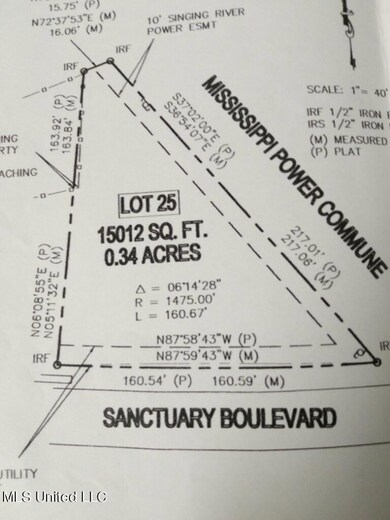 15.75' (P)
N72°37'53"E (M)
16.06' (M)
10' SINGING RIVER
POWER ESMT
IRF
IRF
SCALE: 1"= 40'
IRF 1/2" IRON
IRS 1/2" IRON
(M) MEASURED
(P) PLAT
MISSISSIPPI POWER COMMUNE
S37°02'00"E (P)
S36°54'07"E (M)
163.92' (P)
163.84' (M)
LOT 25
15012 SQ. FT.
0.34 ACRES
Δ = 06°14'28"
R = 1475.00'
L = 160.67'
217.01' (P)
217.06' (M)
N06°08'55"E (P)
N05°11'32"E (M)
N87°58'43"W (P)
N87°59'43"W (M)
IRF
160.54' (P) 160.59' (M)
SANCTUARY BOULEVARD
UTILITY
MLS United LLC